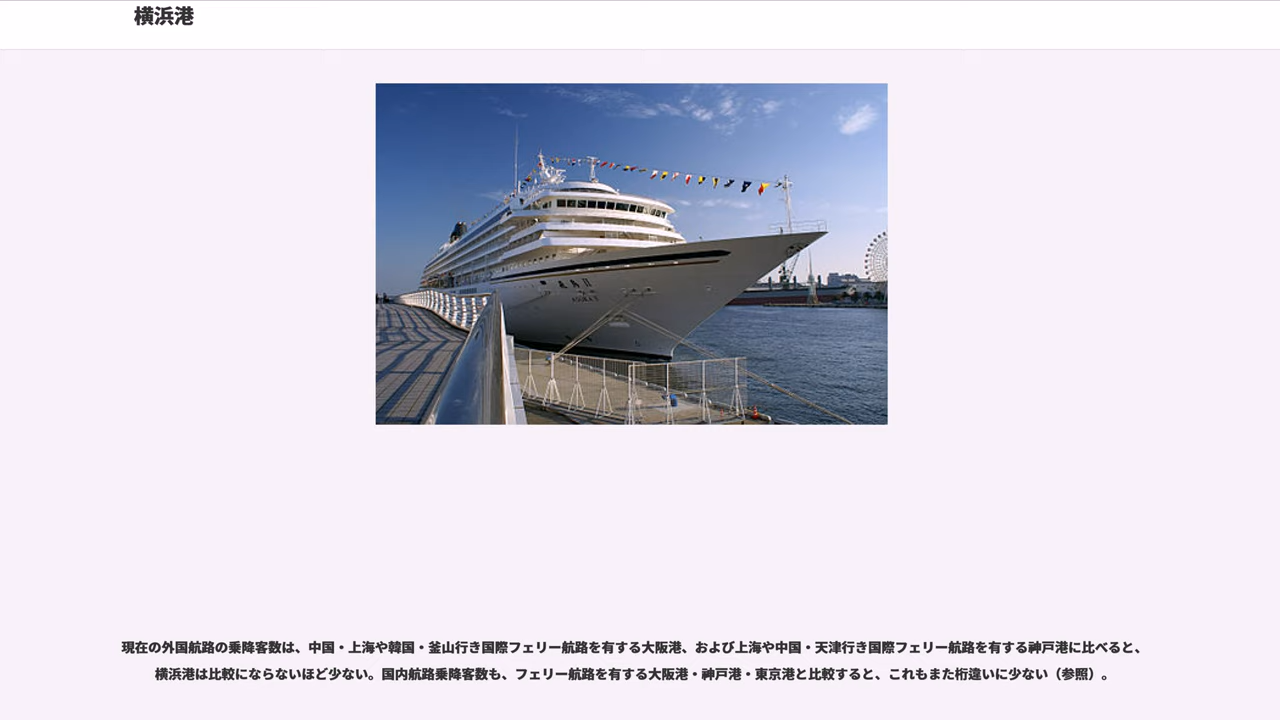 横浜港
飛鳥II
ASUKA II
現在の外国航路の乗降客数は、中国・上海や韓国・釜山行き国際フェリー航路を有する大阪港、および上海や中国・天津行き国際フェリー航路を有する神戸港に比べると、
横浜港は比較にならないほど少ない。国内航路乗降客数も、フェリー航路を有する大阪港・神戸港・東京港と比較すると、これもまた桁違いに少ない（参照）。